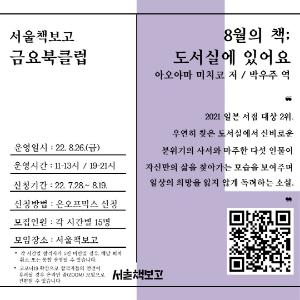 서울책보고
금요북클럽
8월의 책;
도서실에 있어요
아오야마 미치코 저 / 박우주 역
2021 일본 서점 대상 2위.
우연히 찾은 도서실에서 신비로운
분위기의 사서와 마주한 다섯 인물이
자신만의 삶을 찾아가는 모습을 보여주며
일상의 희망을 잃지 않게 독려하는 소설.
운영일시 : 22. 8.26.(금)
운영시간 : 11-13시 / 19-21시
신청기간 : 22. 7.28.~ 8.19.
신청방법 : 온오프믹스 신청
모집인원 : 각 시간별 15명
모임장소 : 서울책보고
서울책보고